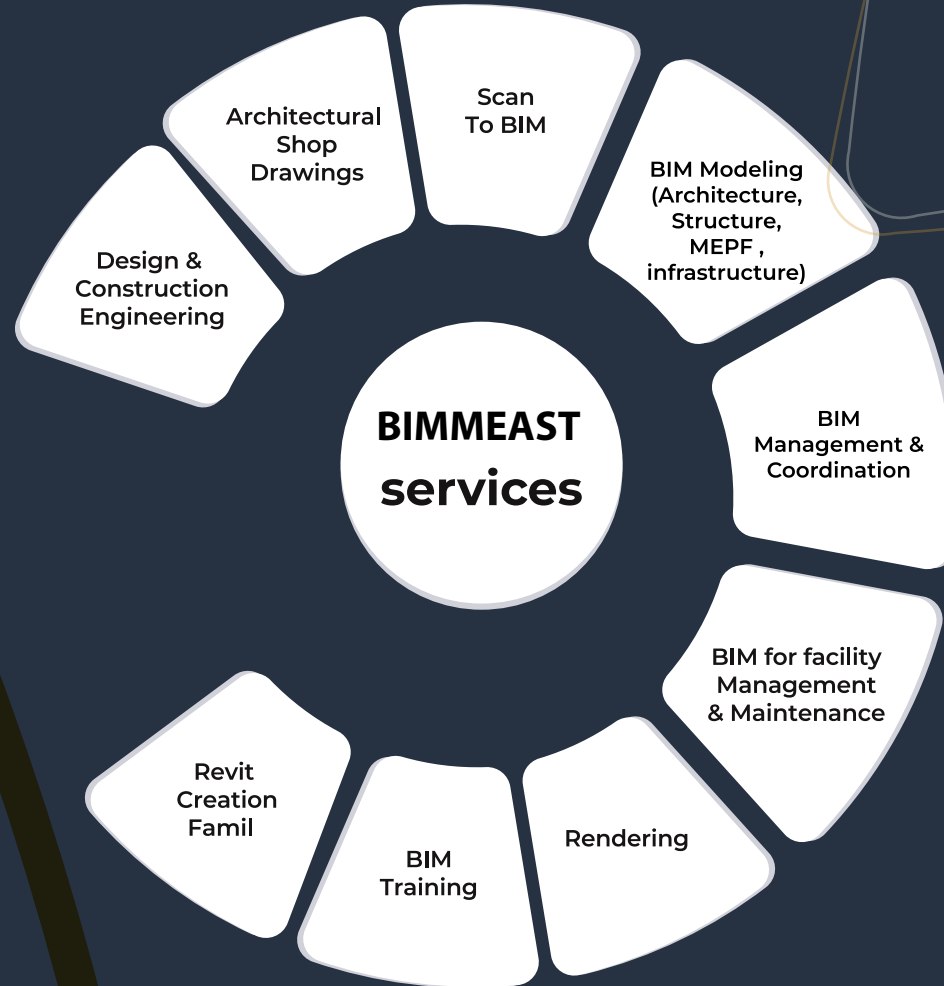 BIMMEAST
services
Design &
Construction
Engineering
Architectural
Shop
Drawings
Scan
To BIM
BIM Modeling
(Architecture,
Structure,
MEPF ,
infrastructure)
BIM
Management &
Coordination
BIM for facility
Management
& Maintenance
Rendering
BIM
Training
Revit
Creation
Famil